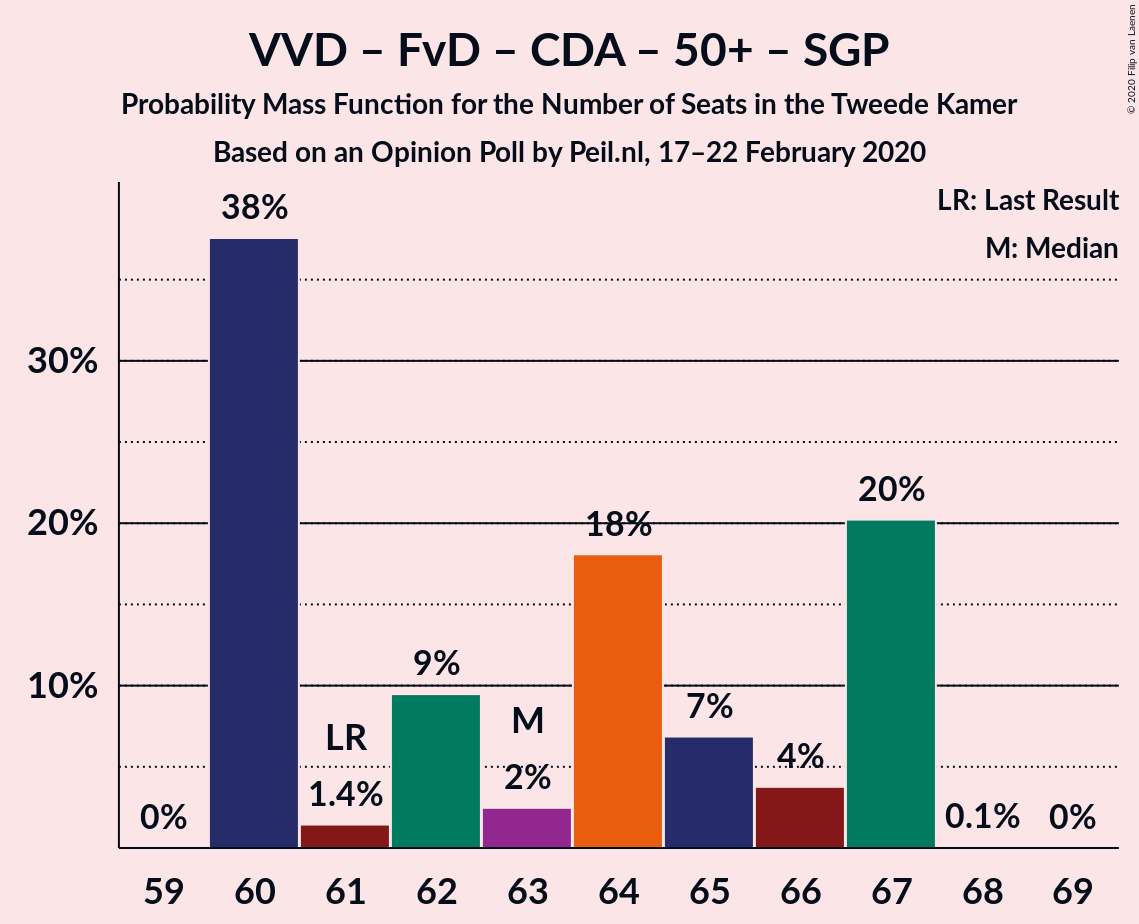 VVD – FvD – CDA – 50+ – SGP
Probability Mass Function for the Number of Seats in the Tweede Kamer
Based on an Opinion Poll by Peil.nl, 17–22 February 2020
© 2020 Filip van Laenen
LR: Last Result
M: Median
38%
30%
20%
20%
18%
10%
9%
7%
M
LR
4%
2%
1.4%
0%
0.1%
0%
59 60 61 62 63 64 65 66 67 68 69